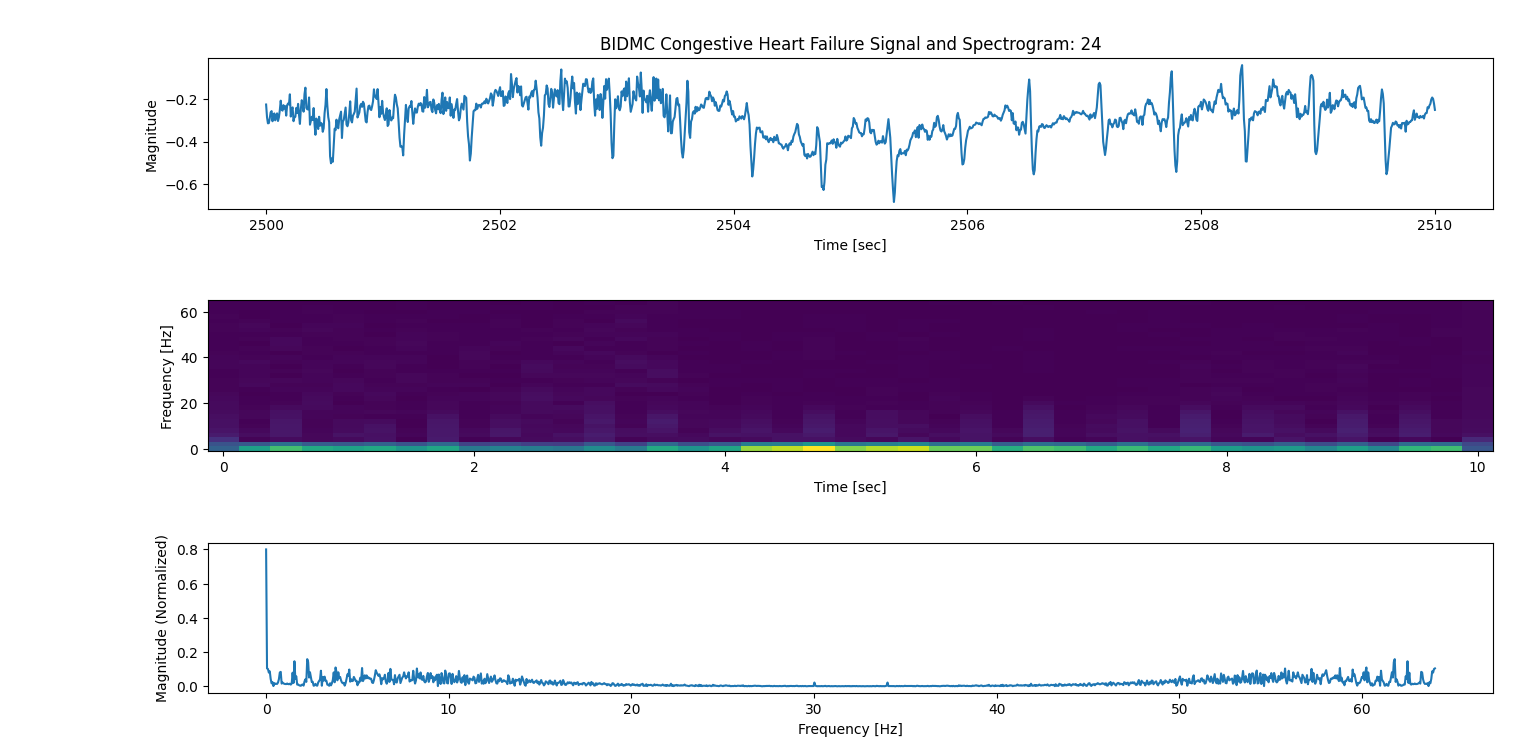 BIDMC Congestive Heart Failure Signal and Spectrogram: 24
Magnitude
−0.2
−0.4
−0.6
2500 2502 2504 2506 2508 2510
Time [sec]
Frequency [Hz]
60
40
20
0
0 2 4 6 8 10
Time [sec]
Magnitude (Normalized)
0.8
0.6
0.4
0.2
0.0
0 10 20 30 40 50 60
Frequency [Hz]